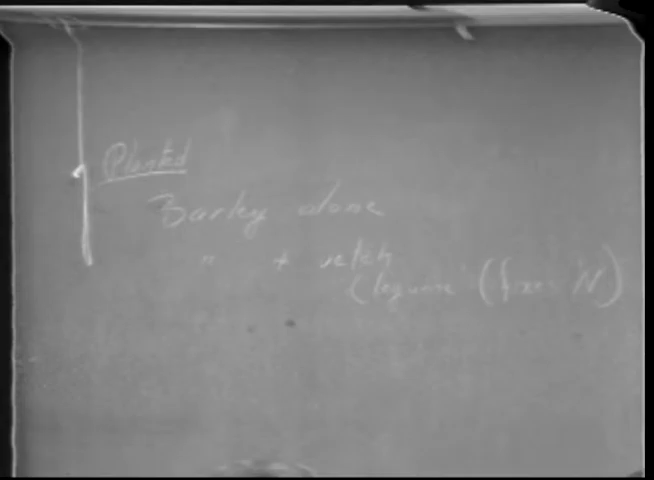 Planted
Barley alone
" + vetch
(legume (fixes N)